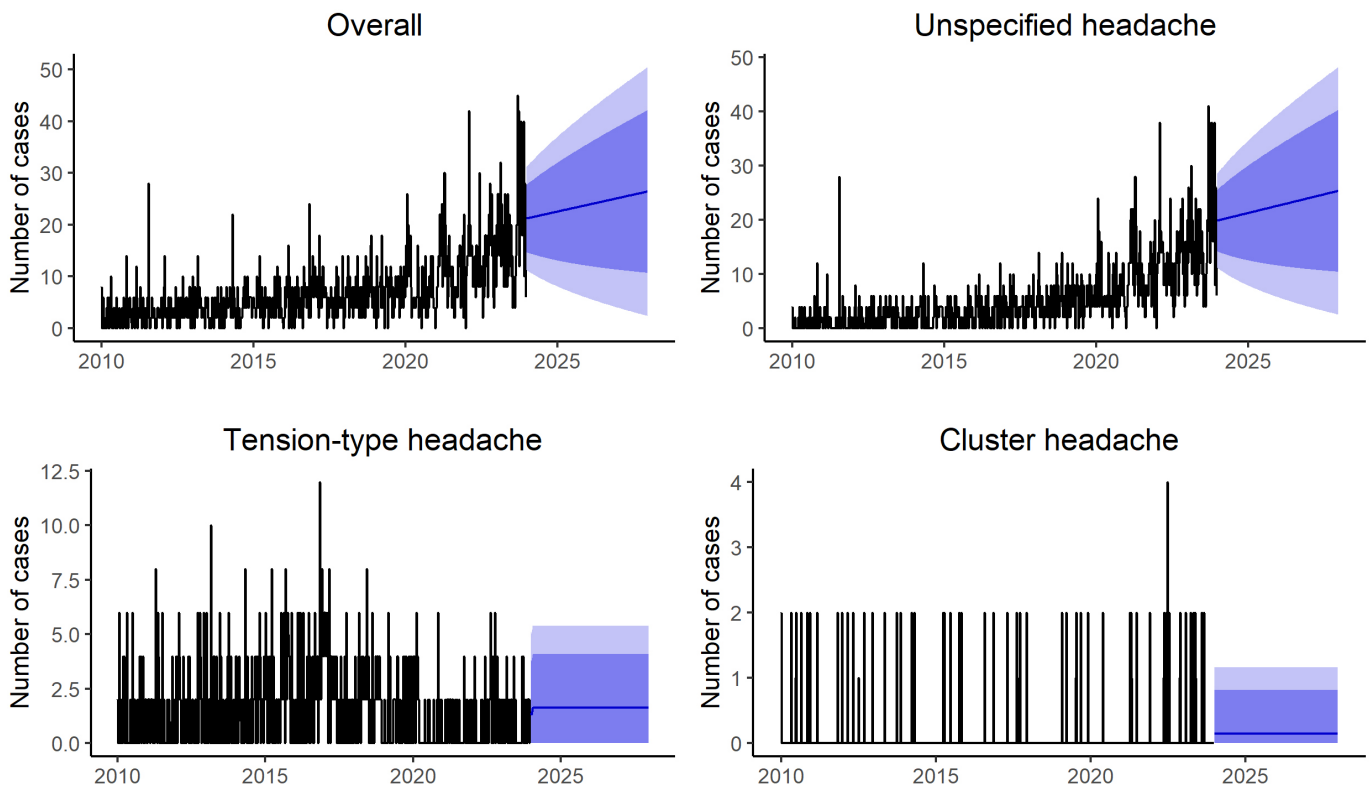 Overall
Number of cases
50
40
30
20
10
0
2010 2015 2020 2025
Unspecified headache
Number of cases
50
40
30
20
10
0
2010 2015 2020 2025
Tension-type headache
Number of cases
12.5
10.0
7.5
5.0
2.5
0.0
2010 2015 2020 2025
Cluster headache
Number of cases
4
3
2
1
0
2010 2015 2020 2025